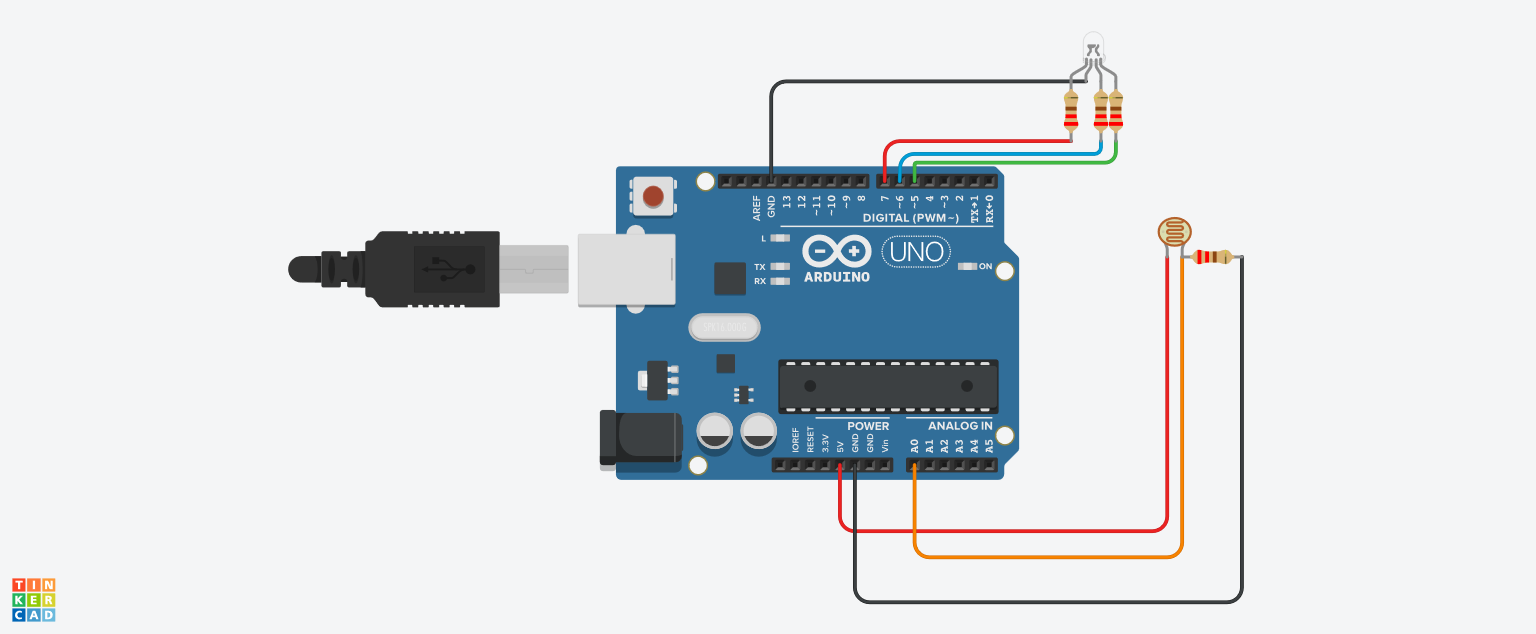 AREF
GND
13
12
~11
~10
~9
8
7
~6
~5
4
~3
2
TX→1
RX←0
DIGITAL (PWM~)
L
TX
RX
UNO
ARDUINO
ON
POWER
ANALOG IN
IOREF
RESET
3.3V
5V
GND
GND
Vin
A0
A1
A2
A3
A4
A5
TIN
KER
CAD